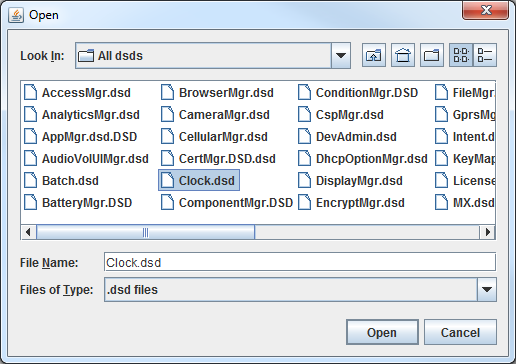 Open
Look In: All dsds
AccessMgr.dsd BrowserMgr.dsd ConditionMgr.DSD FileMgr.
AnalyticsMgr.dsd CameraMgr.dsd CspMgr.dsd GprsMg
AppMgr.dsd.DSD CellularMgr.dsd DevAdmin.dsd Intent.d
AudioVolUIMgr.dsd CertMgr.DSD.dsd DhcpOptionMgr.dsd KeyMap
Batch.dsd Clock.dsd DisplayMgr.dsd License
BatteryMgr.DSD ComponentMgr.DSD EncryptMgr.dsd MX.dsd
File Name: Clock.dsd
Files of Type: .dsd files
Open Cancel